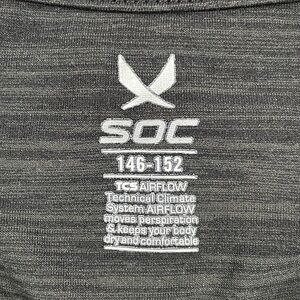 SOC
146-152
TCS AIRFLOW
Technical Climate
System AIRFLOW
moves perspiration
& keeps your body
dry and comfortable